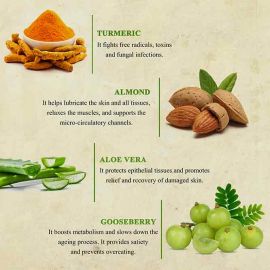 TURMERIC
It fights free radicals, toxins
and fungal infections.
ALMOND
It helps lubricate the skin and all tissues,
relaxes the muscles, and supports the
micro-circulatory channels.
ALOE VERA
It protects epithelial tissues and promotes
relief and recovery of damaged skin.
GOOSEBERRY
It boosts metabolism and slows down the
ageing process. It provides satiety
and prevents overeating.